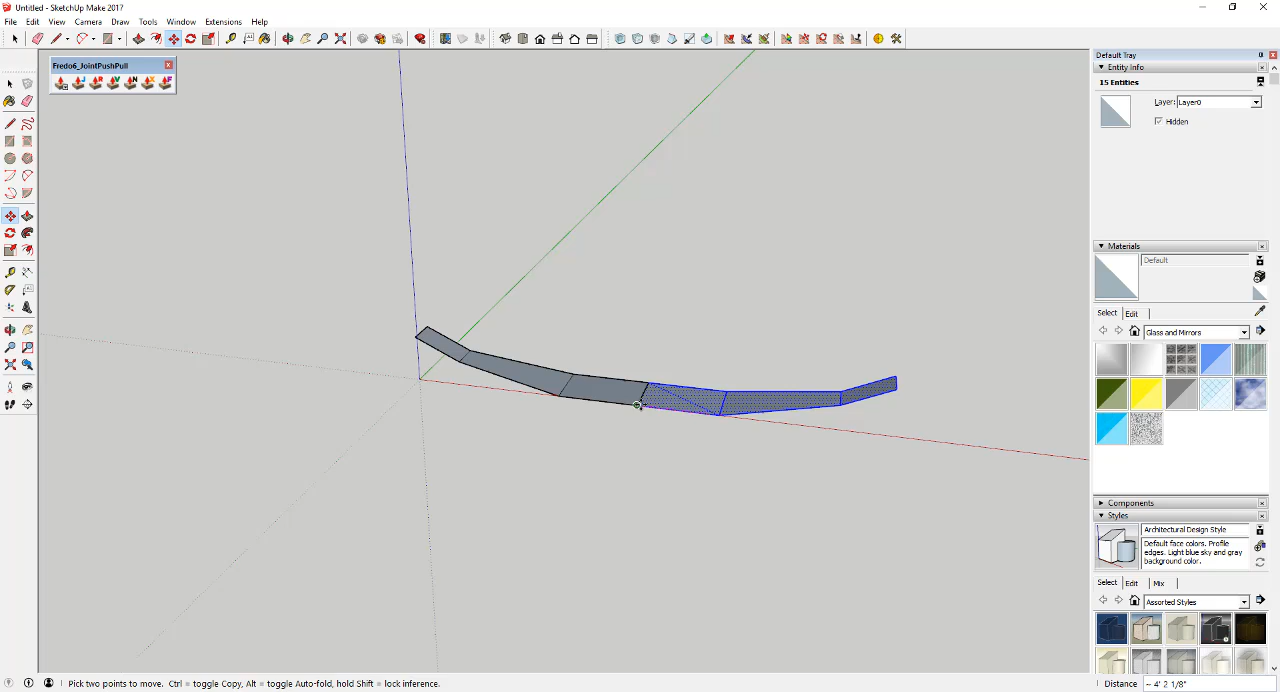 Untitled - SketchUp Make 2017
File Edit View Camera Draw Tools Window Extensions Help
Fredo6_JointPushPull
Default Tray
Entity Info
15 Entities
Layer: Layer0
Hidden
Materials
Default
Select Edit
Glass and Mirrors
Components
Styles
Architectural Design Style
Default face colors. Profile
edges. Light blue sky and gray
background color.
Select Edit Mix
Assorted Styles
Pick two points to move. Ctrl = toggle Copy, Alt = toggle Auto-fold, hold Shift = lock inference.
Distance ~ 4' 2 1/8"